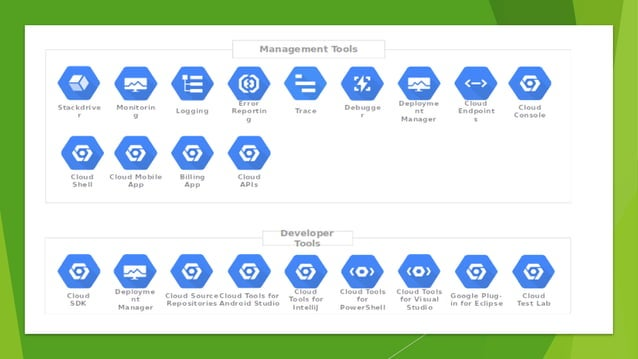 Management Tools
Stackdrive
r
Monitorin
g
Logging
Error
Reportin
g
Trace
Debugge
r
Deployme
nt
Manager
Cloud
Endpoint
s
Cloud
Console
Cloud
Shell
Cloud Mobile
App
Billing
App
Cloud
APIs
Developer
Tools
Cloud
SDK
Deployme
nt
Manager
Cloud Source
Repositories
Cloud Tools for
Android Studio
Cloud
Tools for
IntelliJ
Cloud Tools
for
PowerShell
Cloud Tools
for Visual
Studio
Google Plug-
in for Eclipse
Cloud
Test Lab